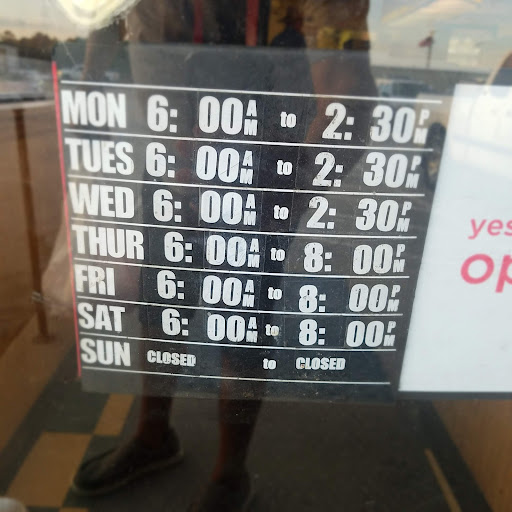 MON 6: 00AM to 2: 30PM
TUES 6: 00AM to 2: 30PM
WED 6: 00AM to 2: 30PM
THUR 6: 00AM to 8: 00PM
FRI 6: 00AM to 8: 00PM
SAT 6: 00AM to 8: 00PM
SUN CLOSED to CLOSED
yes
op